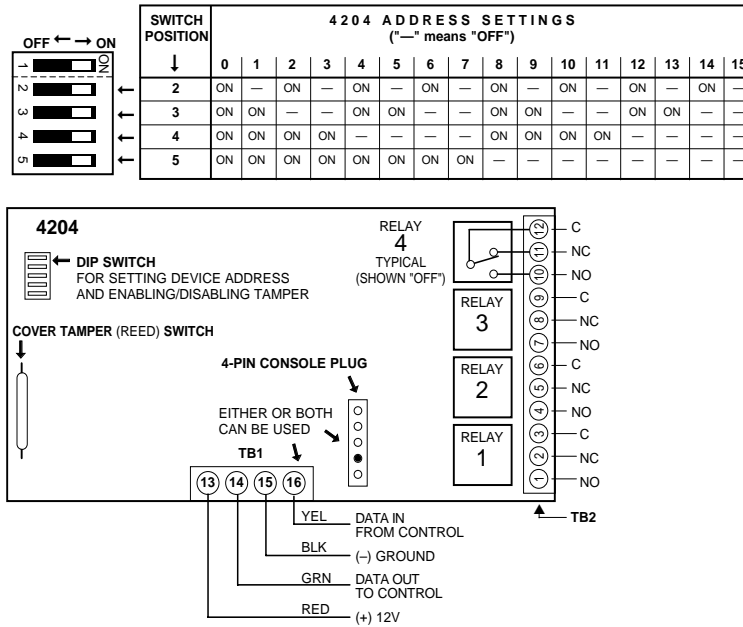 SWITCH POSITION
4204 ADDRESS SETTINGS
("—" means "OFF")
OFF ← → ON
ON
1
2
3
4
5
↓ 0 1 2 3 4 5 6 7 8 9 10 11 12 13 14 15
2 ON — ON — ON — ON — ON — ON — ON — ON —
3 ON ON — — ON ON — — ON ON — — ON ON — —
4 ON ON ON ON — — — — ON ON ON ON — — — —
5 ON ON ON ON ON ON ON ON — — — — — — — —
4204
DIP SWITCH
FOR SETTING DEVICE ADDRESS
AND ENABLING/DISABLING TAMPER
COVER TAMPER (REED) SWITCH
4-PIN CONSOLE PLUG
EITHER OR BOTH
CAN BE USED
TB1
13 14 15 16
RELAY
4
TYPICAL
(SHOWN "OFF")
RELAY
3
RELAY
2
RELAY
1
12 C
11 NC
10 NO
9 C
8 NC
7 NO
6 C
5 NC
4 NO
3 C
2 NC
1 NO
TB2
YEL DATA IN
FROM CONTROL
BLK (–) GROUND
GRN DATA OUT
TO CONTROL
RED (+) 12V